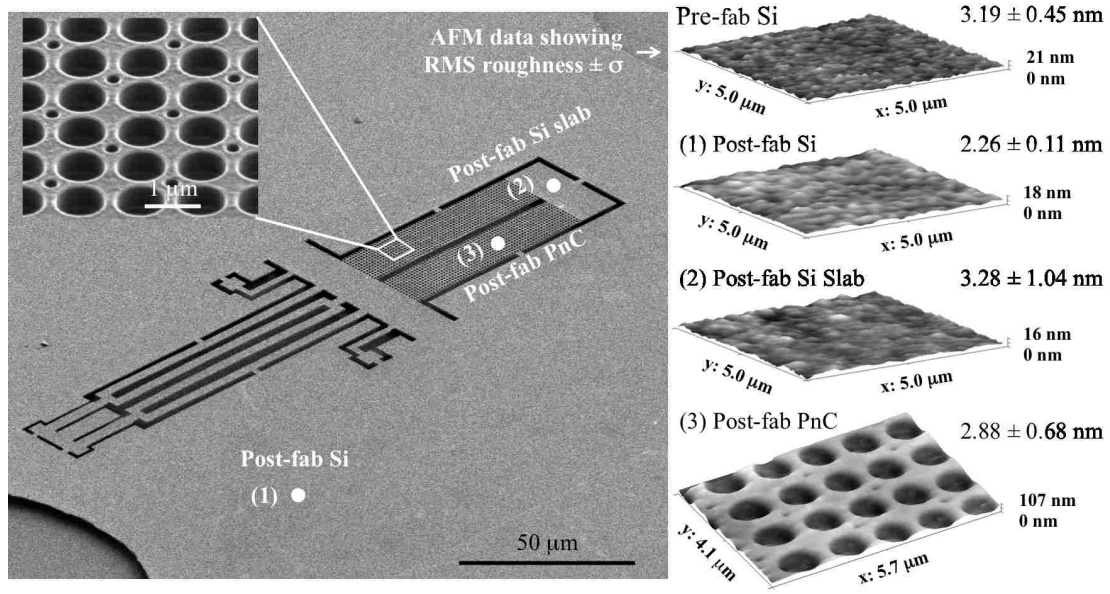 1 μm
AFM data showing →
RMS roughness ± σ
Post-fab Si slab
(2)
(3)
Post-fab PnC
Post-fab Si
(1)
50 μm
Pre-fab Si 3.19 ± 0.45 nm
21 nm
0 nm
y: 5.0 μm
x: 5.0 μm
(1) Post-fab Si 2.26 ± 0.11 nm
18 nm
0 nm
y: 5.0 μm
x: 5.0 μm
(2) Post-fab Si Slab 3.28 ± 1.04 nm
16 nm
0 nm
y: 5.0 μm
x: 5.0 μm
(3) Post-fab PnC 2.88 ± 0.68 nm
107 nm
0 nm
y: 4.1 μm
x: 5.7 μm